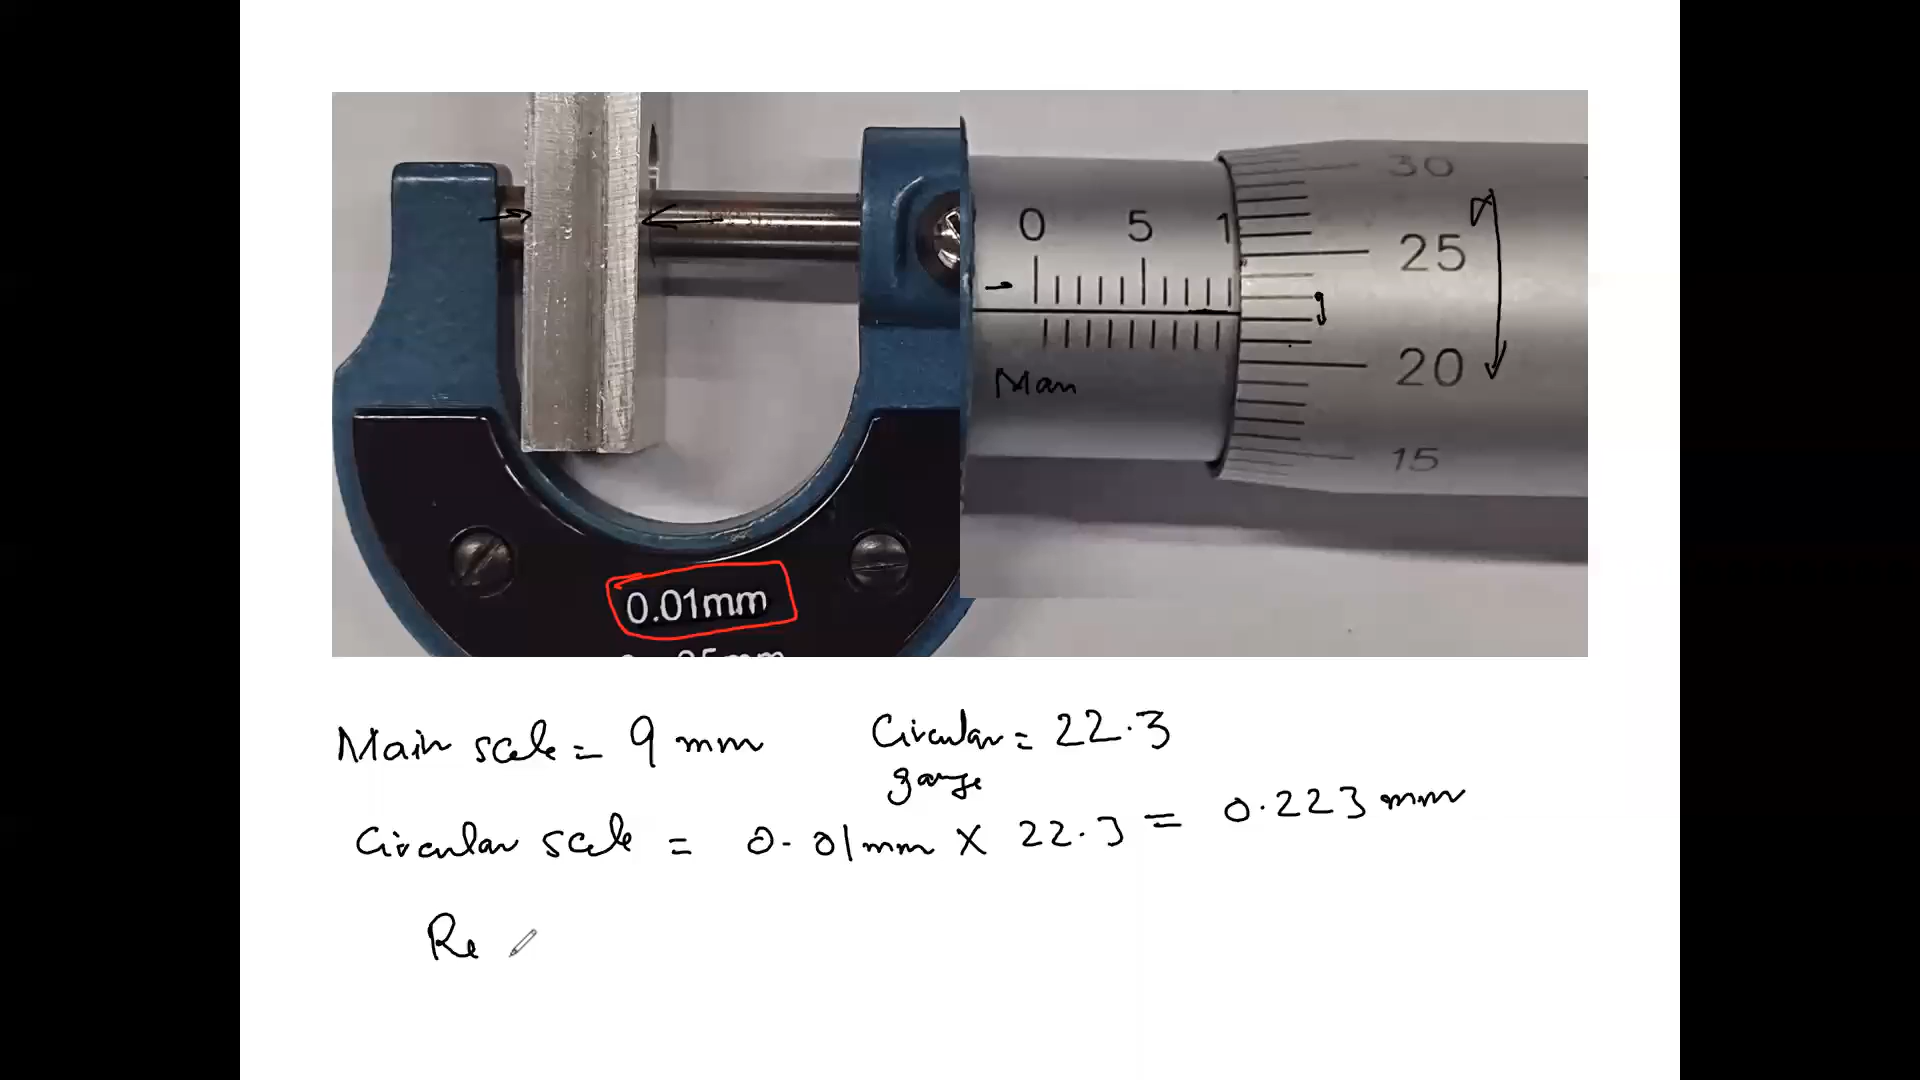 30
0 5 1
25
20
Man
15
0.01mm
Main scale = 9 mm
Circular gauge = 22.3
Circular scale = 0.01mm × 22.3 = 0.223 mm
Re